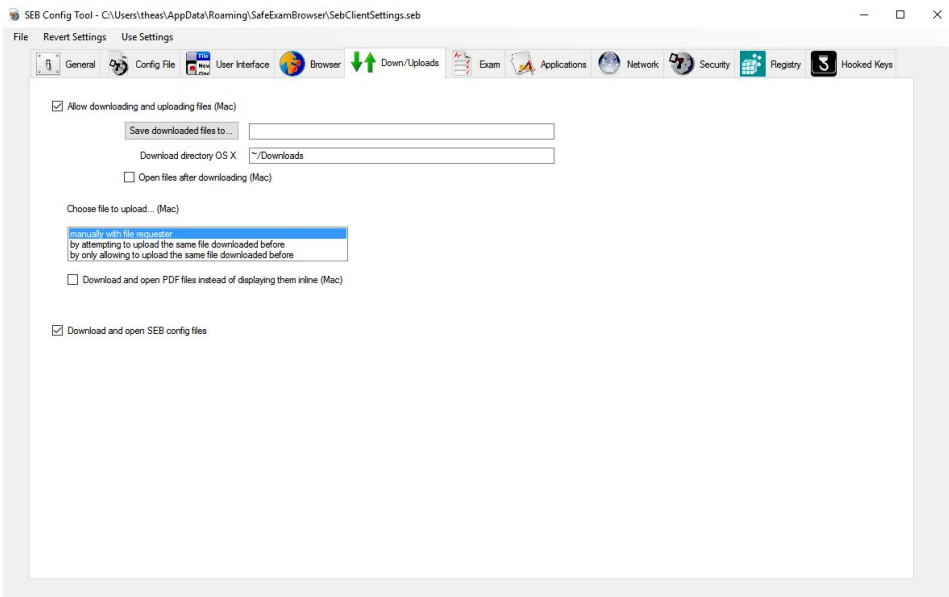 SEB Config Tool - C:\Users\theas\AppData\Roaming\SafeExamBrowser\SebClientSettings.seb
File Revert Settings Use Settings
General Config File User Interface Browser Down/Uploads Exam Applications Network Security Registry Hooked Keys
Allow downloading and uploading files (Mac)
Save downloaded files to...
Download directory OS X ~/Downloads
Open files after downloading (Mac)
Choose file to upload... (Mac)
manually with file requester
by attempting to upload the same file downloaded before
by only allowing to upload the same file downloaded before
Download and open PDF files instead of displaying them inline (Mac)
Download and open SEB config files